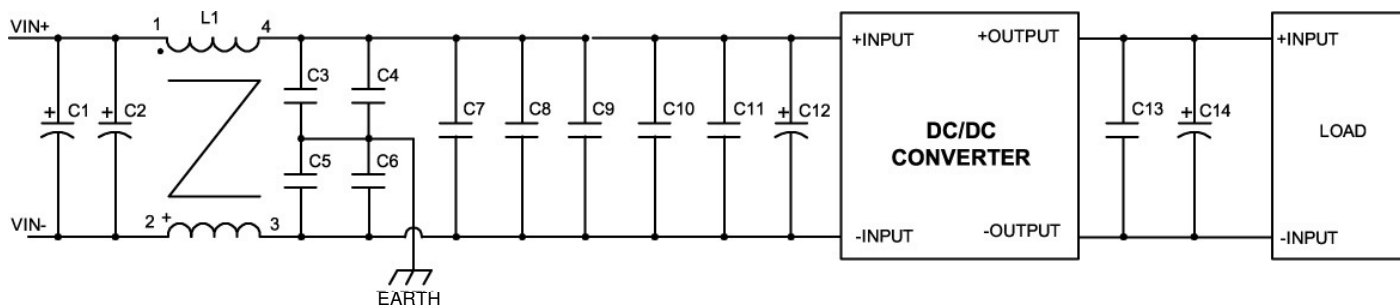 VIN+ 1 L1 4
+INPUT +OUTPUT +INPUT
C3 C4
+ C1 + C2 C7 C8 C9 C10 C11 + C12 C13 + C14
DC/DC
CONVERTER
LOAD
C5 C6
VIN- 2 + 3
-INPUT -OUTPUT -INPUT
EARTH